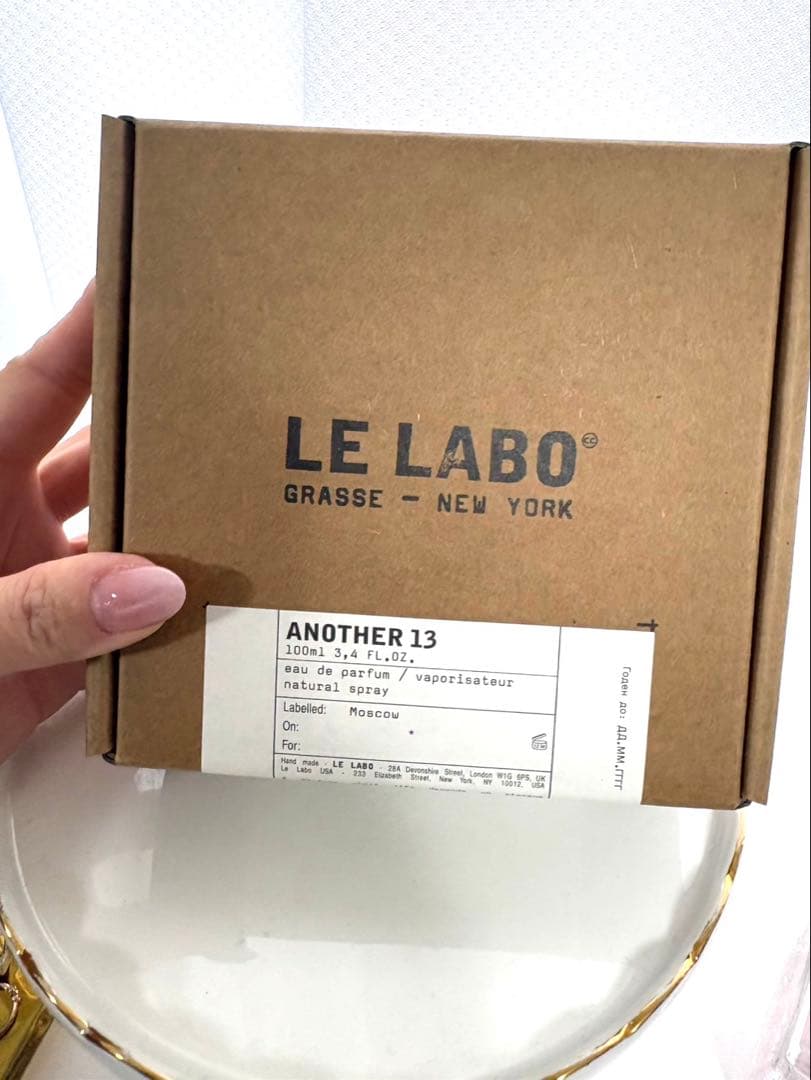 LE LABO
GRASSE — NEW YORK
ANOTHER 13
100ml 3,4 FL.OZ.
eau de parfum / vaporisateur
natural spray
Labelled: Moscow
On:
For:
Hand made - LE LABO - 28A Devonshire Street, London W1G 6PS, UK
Le Labo USA - 233 Elizabeth Street, New York, NY 10012, USA
Годен до: ДД.ММ.ГГГГ